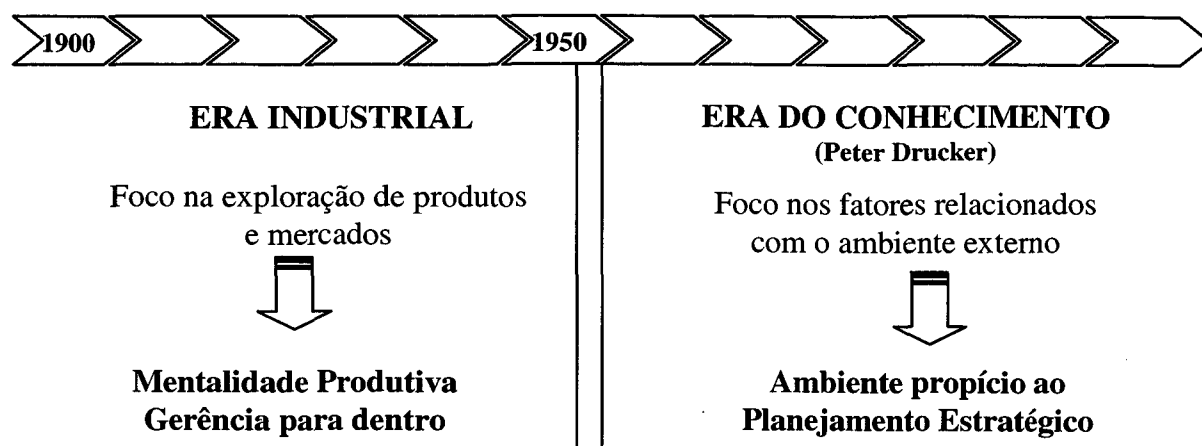 1900
1950
ERA INDUSTRIAL
Foco na exploração de produtos
e mercados
Mentalidade Produtiva
Gerência para dentro
ERA DO CONHECIMENTO
(Peter Drucker)
Foco nos fatores relacionados
com o ambiente externo
Ambiente propício ao
Planejamento Estratégico